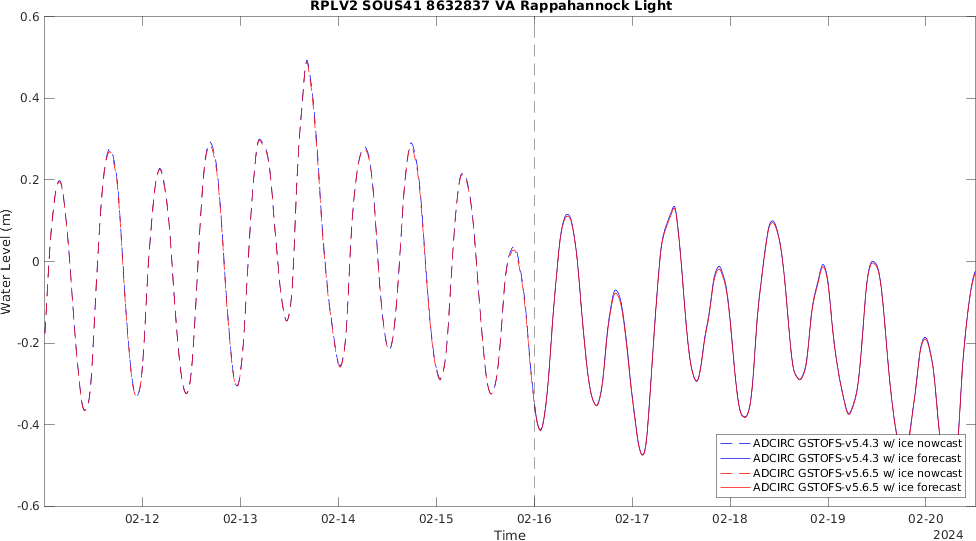 RPLV2 SOUS41 8632837 VA Rappahannock Light
0.6
0.4
0.2
0
-0.2
-0.4
-0.6
Water Level (m)
02-12 02-13 02-14 02-15 02-16 02-17 02-18 02-19 02-20
Time
2024
ADCIRC GSTOFS-v5.4.3 w/ ice nowcast
ADCIRC GSTOFS-v5.4.3 w/ ice forecast
ADCIRC GSTOFS-v5.6.5 w/ ice nowcast
ADCIRC GSTOFS-v5.6.5 w/ ice forecast